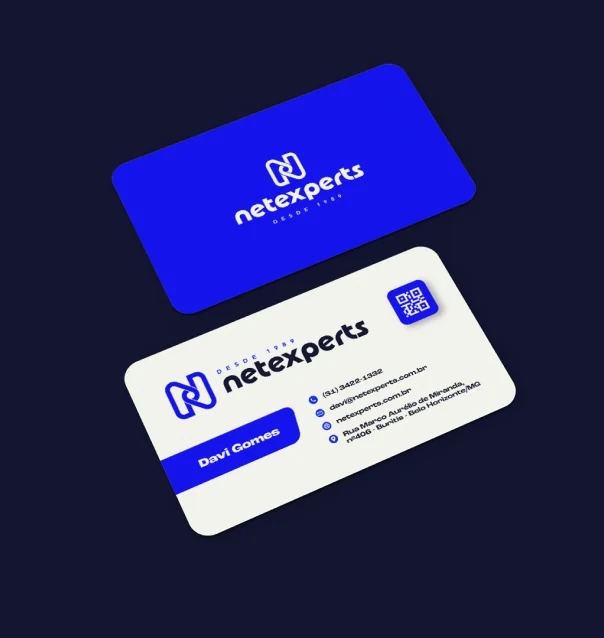 netexperts
DESDE 1989
DESDE 1989
netexperts
Davi Gomes
(31) 3422-1332
davi@netexperts.com.br
netexperts.com.br
Rua Marco Aurélio de Miranda,
nº406 - Buritis - Belo Horizonte/MG